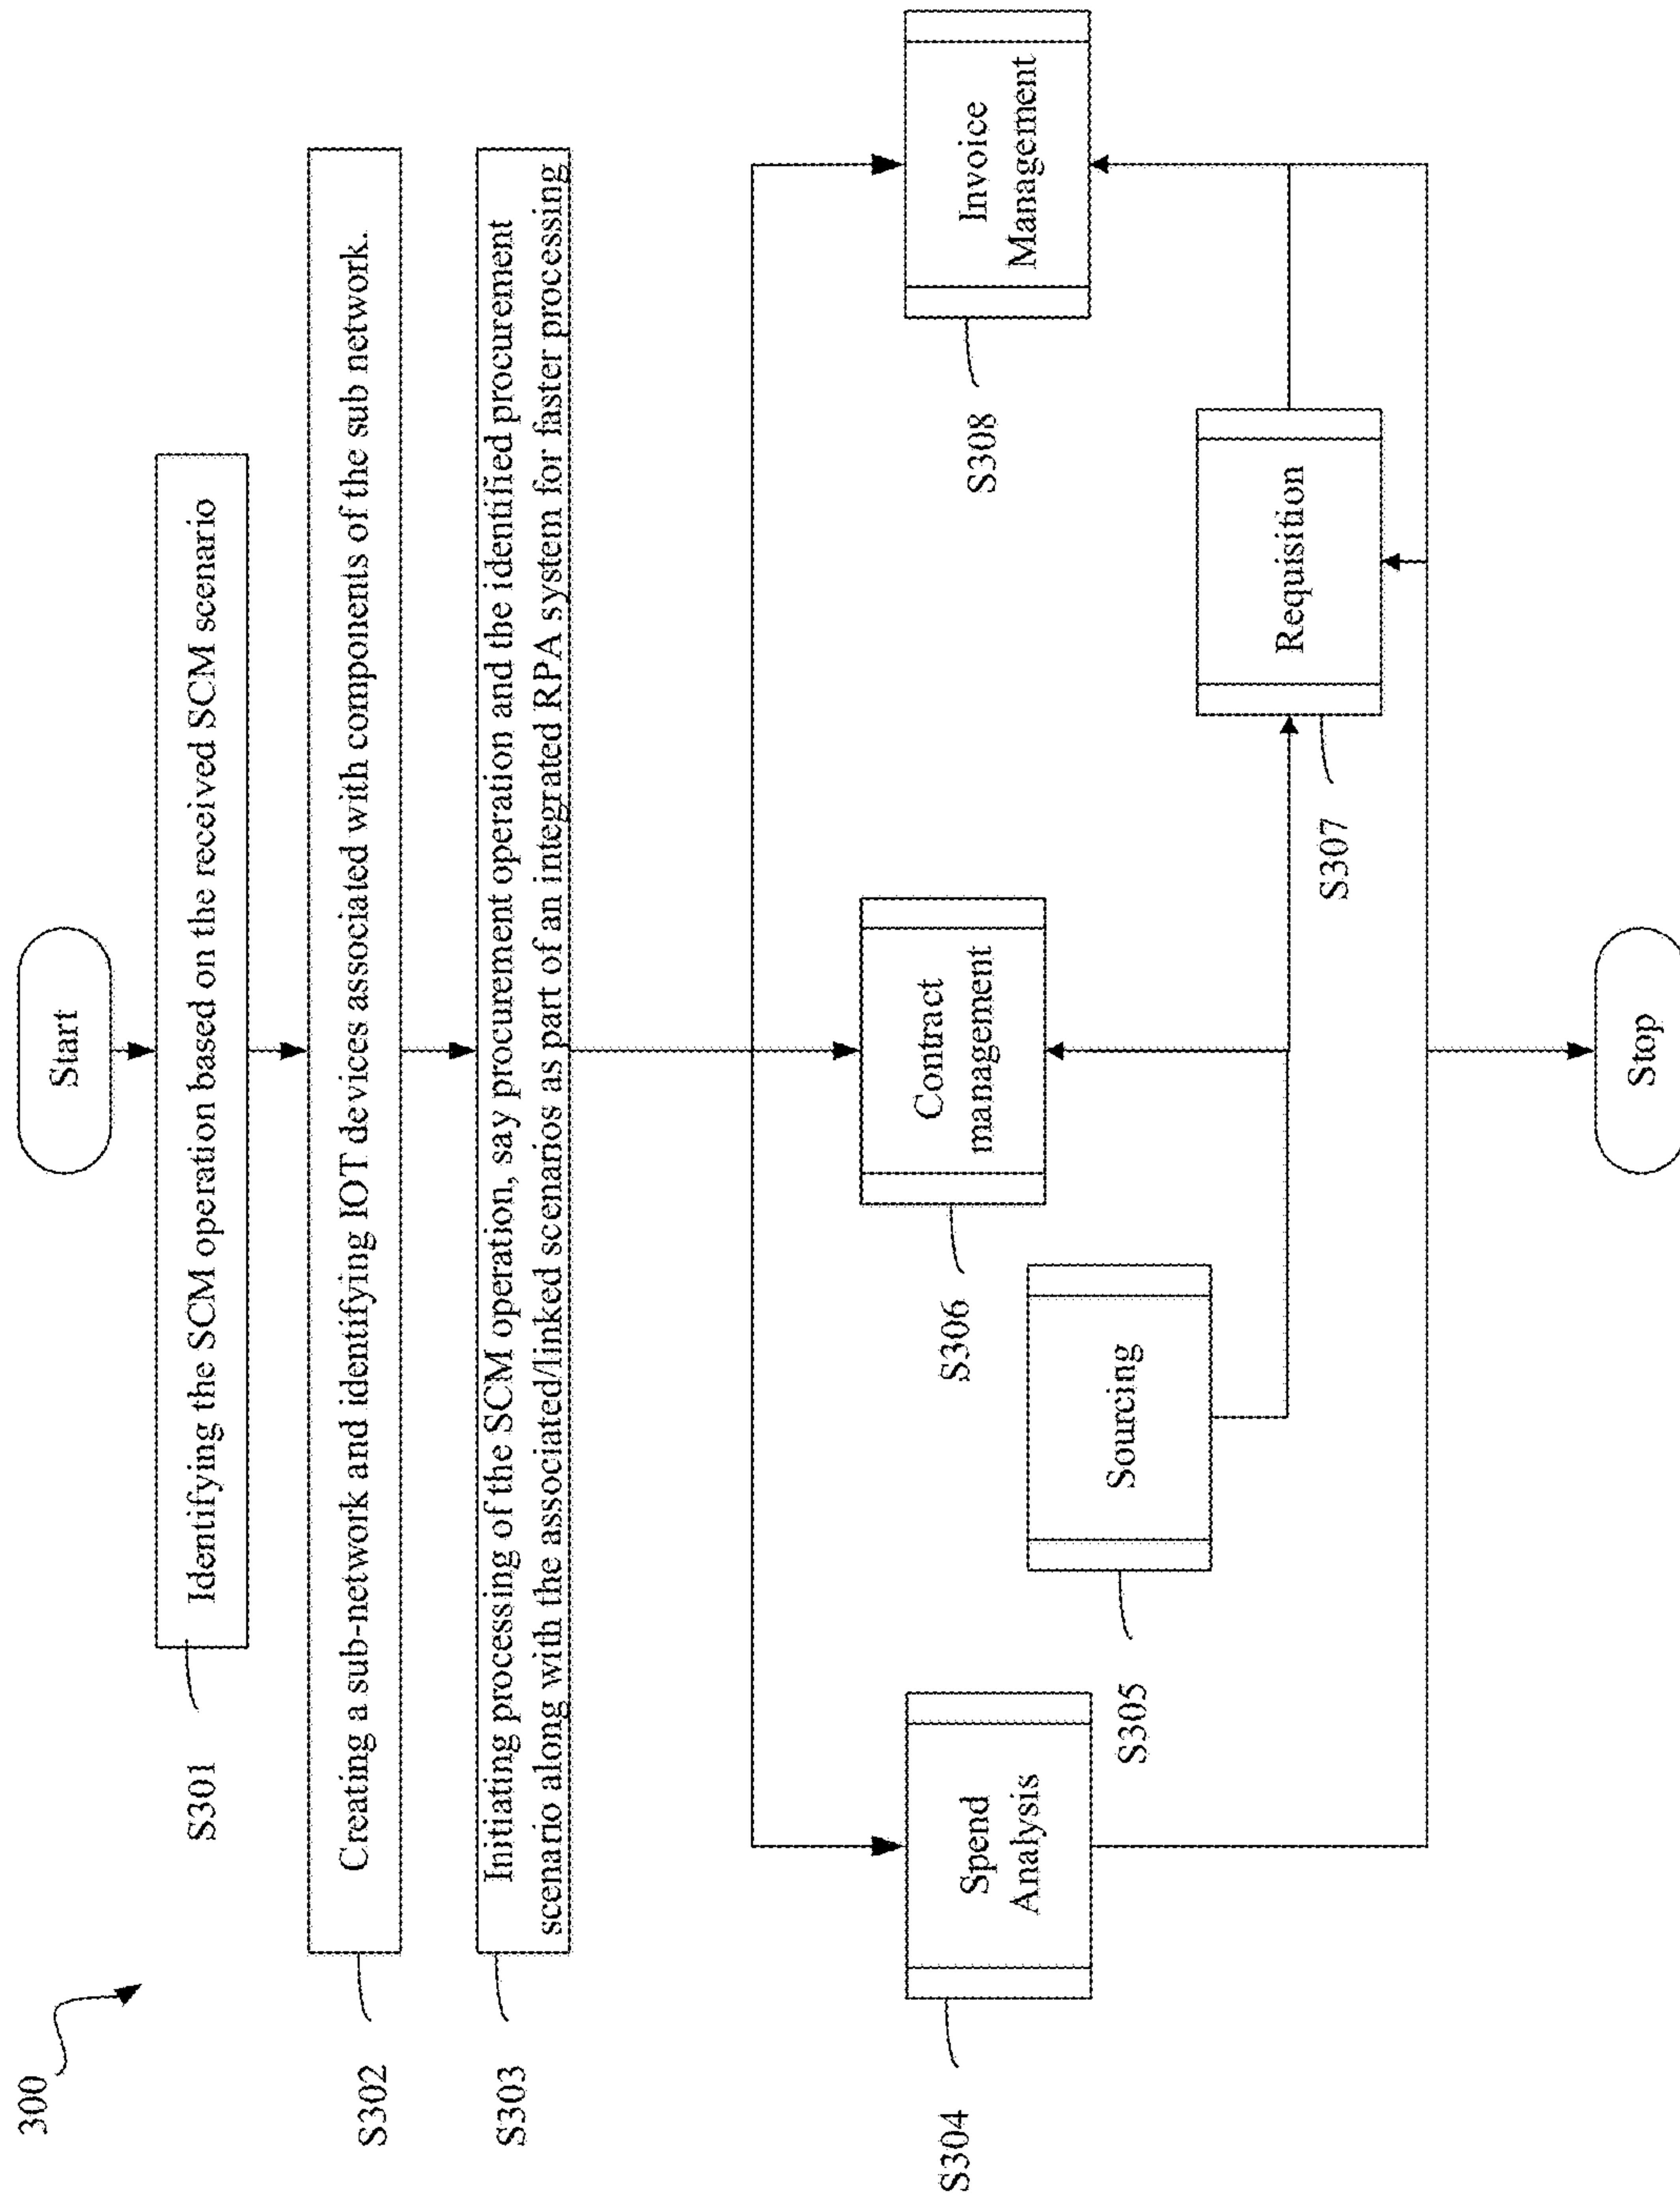 300
Start
S301
Identifying the SCM operation based on the received SCM scenario
S302
Creating a sub-network and identifying IOT devices associated with components of the sub network.
S303
Initiating processing of the SCM operation, say procurement operation and the identified procurement
scenario along with the associated/linked scenarios as part of an integrated RPA system for faster processing
S304
Spend
Analysis
S305
Sourcing
S306
Contract
management
S307
Requisition
S308
Invoice
Management
Stop